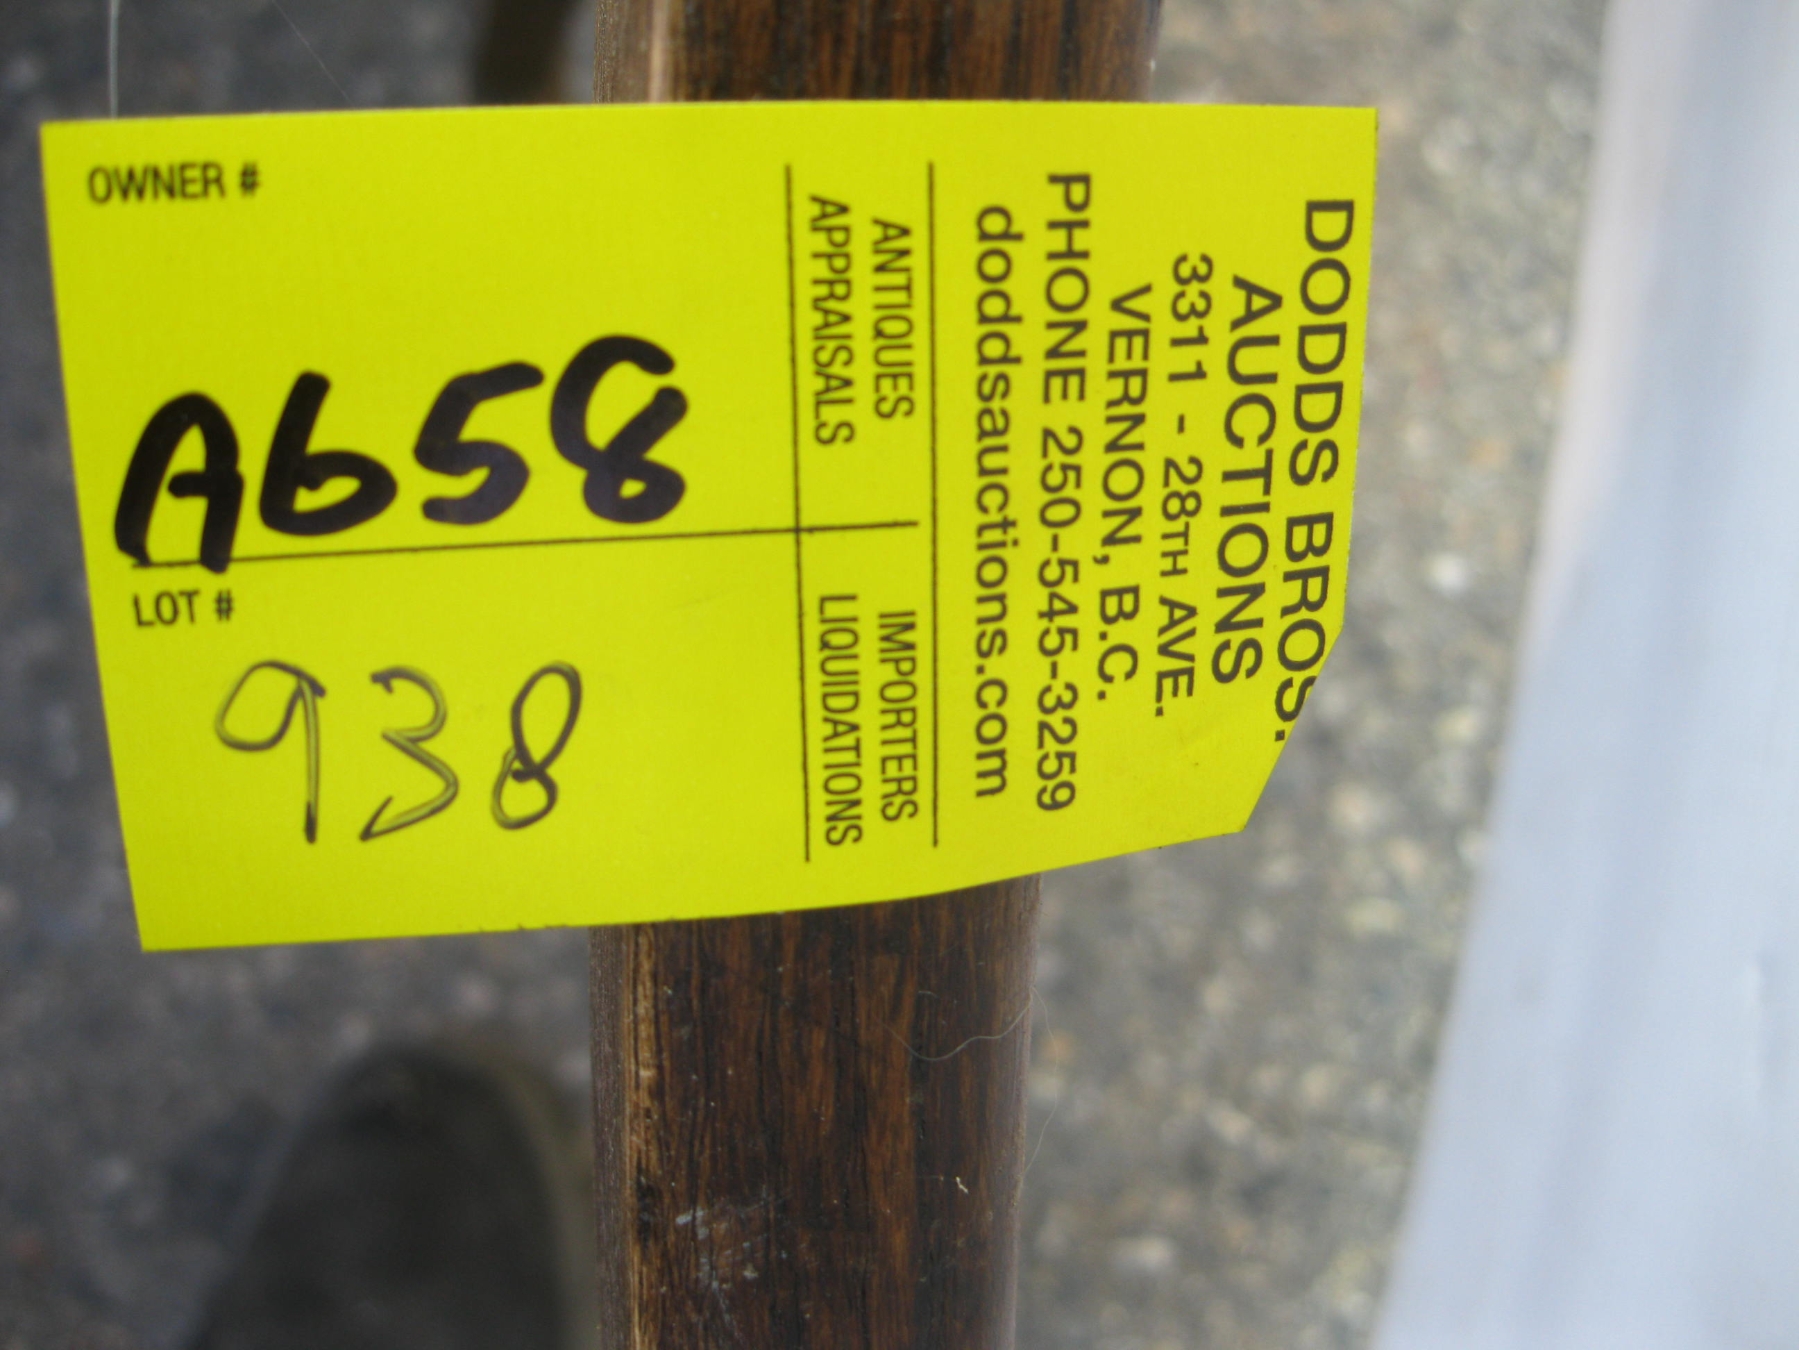 OWNER #
A658
LOT #
938
DODDS BROS.
AUCTIONS
3311 - 28TH AVE.
VERNON, B.C.
PHONE 250-545-3259
doddsauctions.com
ANTIQUES
APPRAISALS
IMPORTERS
LIQUIDATIONS